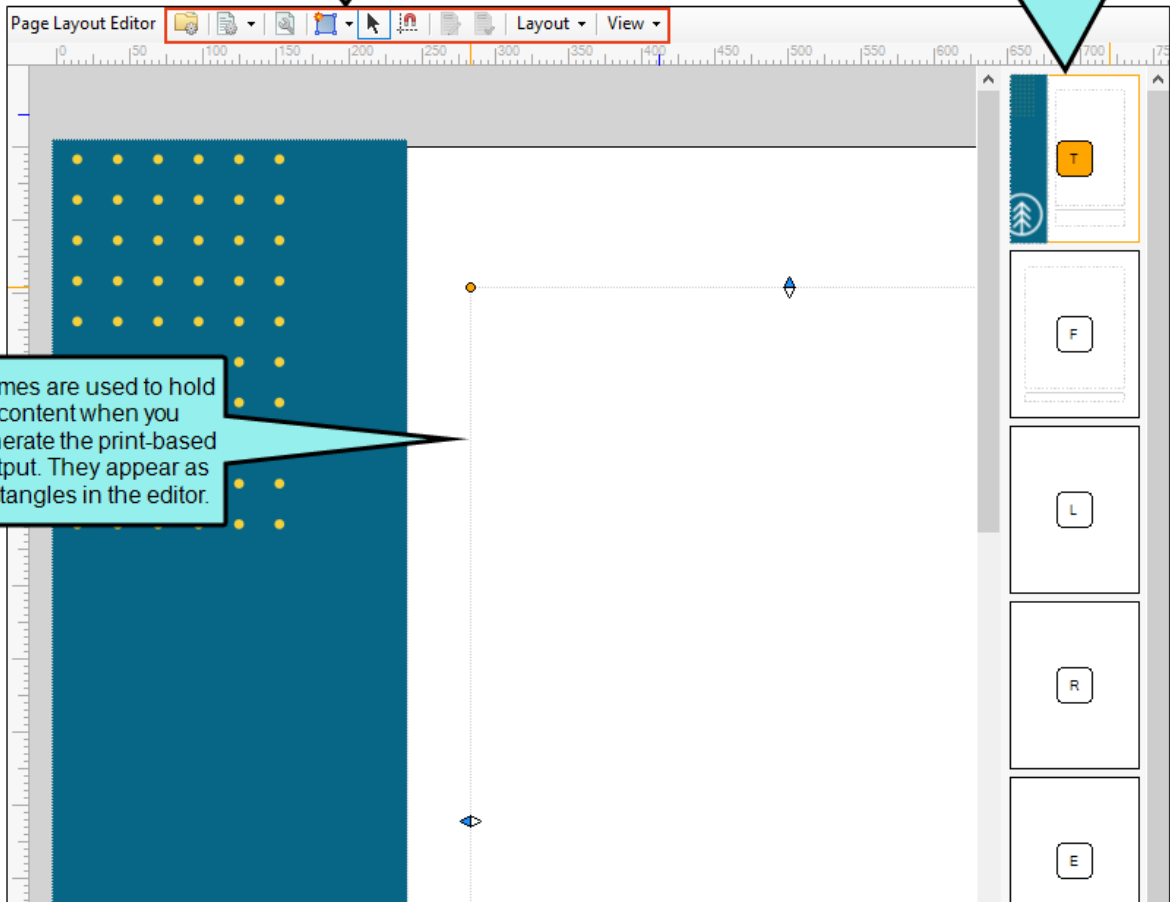 Page Layout Editor Layout View
0 50 100 150 200 250 300 350 400 450 500 550 600 650 700 75
T
F
mes are used to hold
content when you
erate the print-based
tput. They appear as
tangles in the editor.
L
R
E